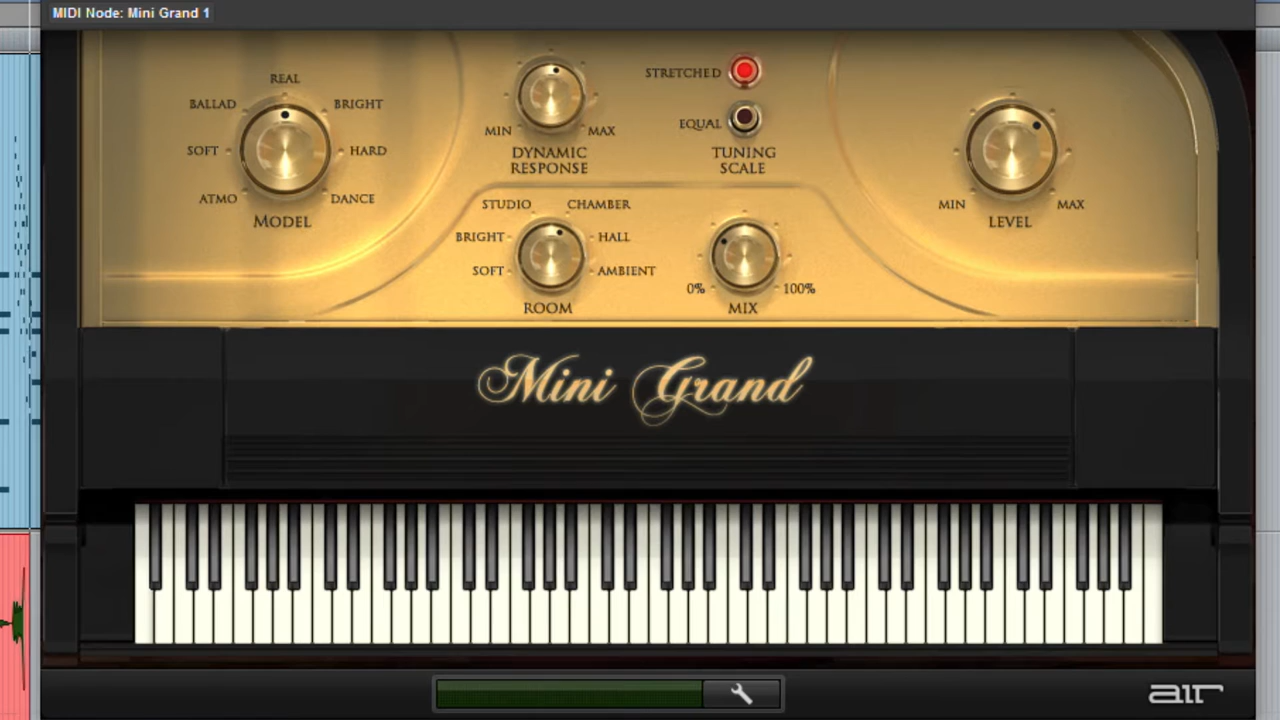 MIDI Node: Mini Grand 1
REAL
BALLAD
BRIGHT
SOFT
HARD
ATMO
DANCE
MODEL
MIN
MAX
DYNAMIC
RESPONSE
STRETCHED
EQUAL
TUNING
SCALE
STUDIO
CHAMBER
BRIGHT
HALL
SOFT
AMBIENT
ROOM
0%
100%
MIX
MIN
MAX
LEVEL
Mini Grand
air